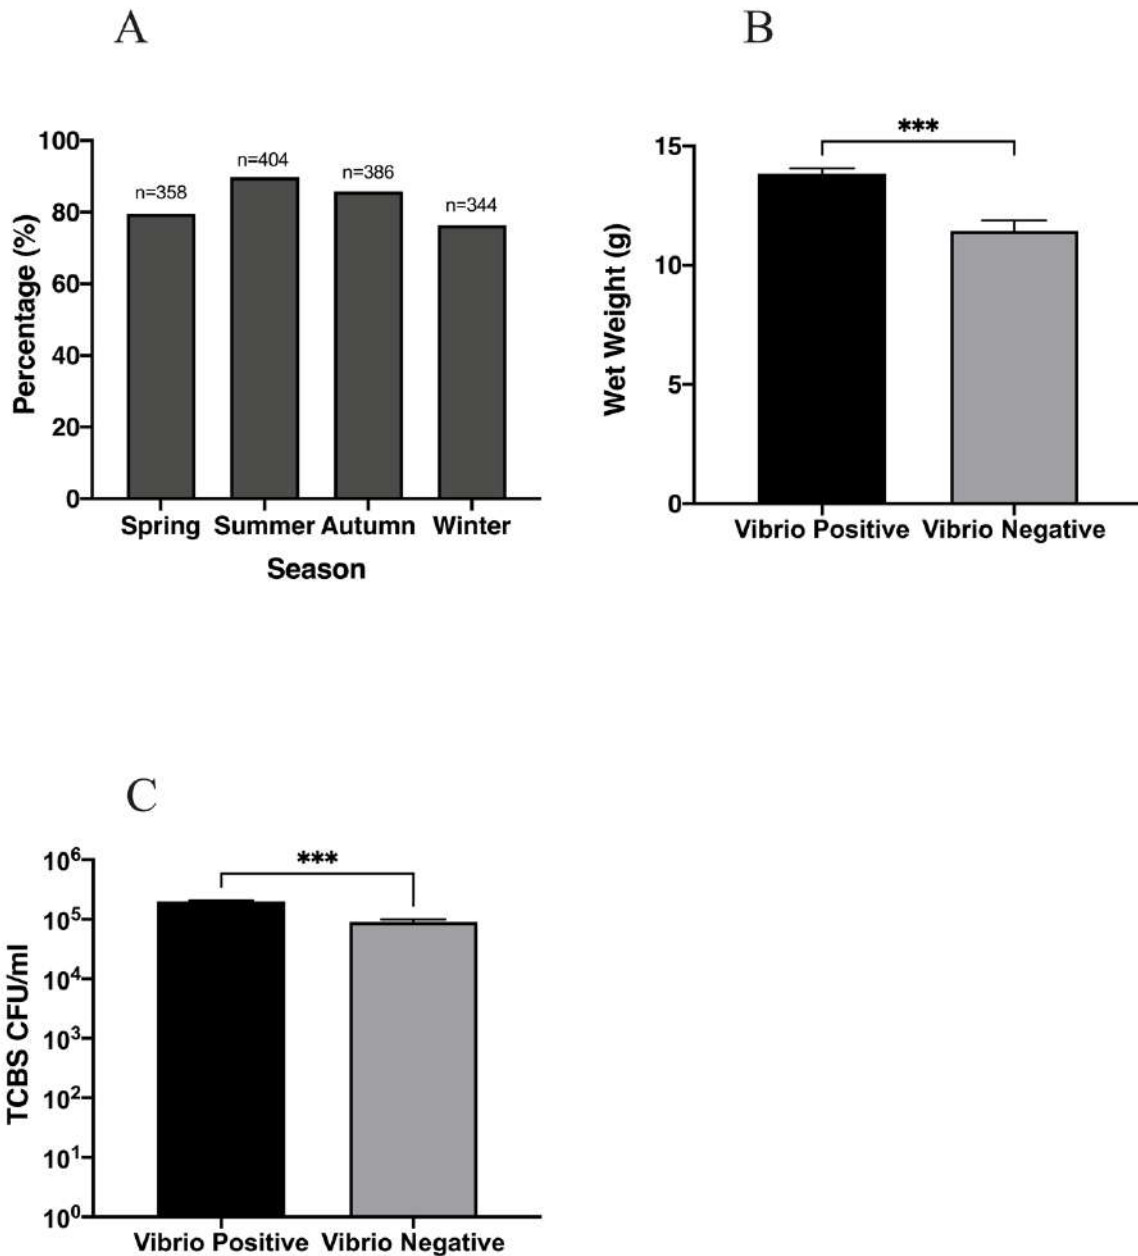 A
100
80
60
40
20
0
Percentage (%)
n=358
n=404
n=386
n=344
Spring Summer Autumn Winter
Season
B
***
15
10
5
0
Wet Weight (g)
Vibrio Positive Vibrio Negative
C
***
10⁶
10⁵
10⁴
10³
10²
10¹
10⁰
TCBS CFU/ml
Vibrio Positive Vibrio Negative